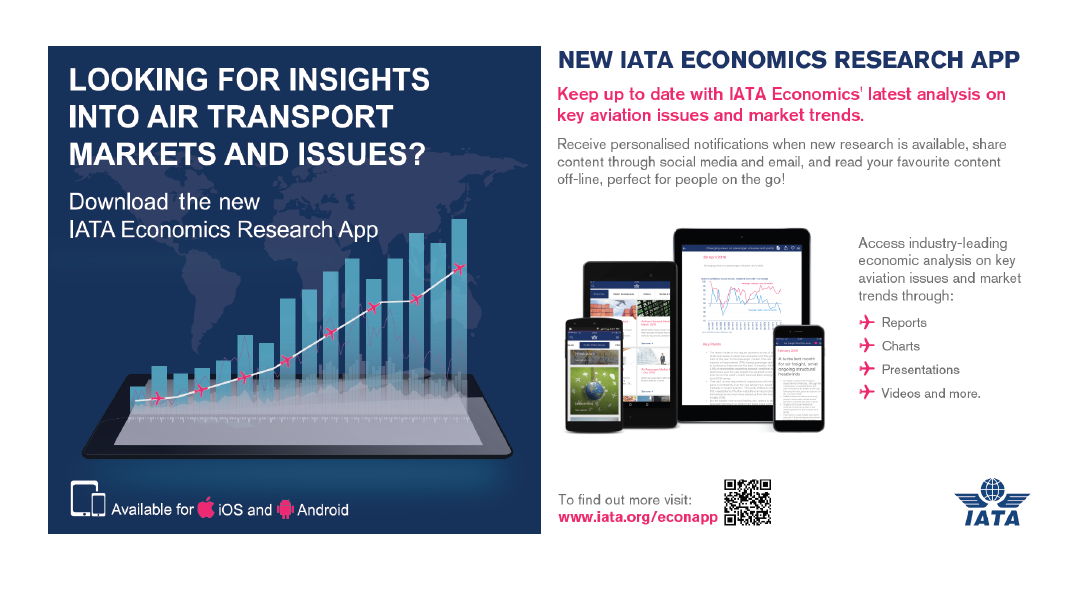 LOOKING FOR INSIGHTS
INTO AIR TRANSPORT
MARKETS AND ISSUES?
Download the new
IATA Economics Research App
Available for iOS and Android
NEW IATA ECONOMICS RESEARCH APP
Keep up to date with IATA Economics' latest analysis on
key aviation issues and market trends.
Receive personalised notifications when new research is available, share
content through social media and email, and read your favourite content
off-line, perfect for people on the go!
Access industry-leading
economic analysis on key
aviation issues and market
trends through:
Reports
Charts
Presentations
Videos and more.
To find out more visit:
www.iata.org/econapp
IATA